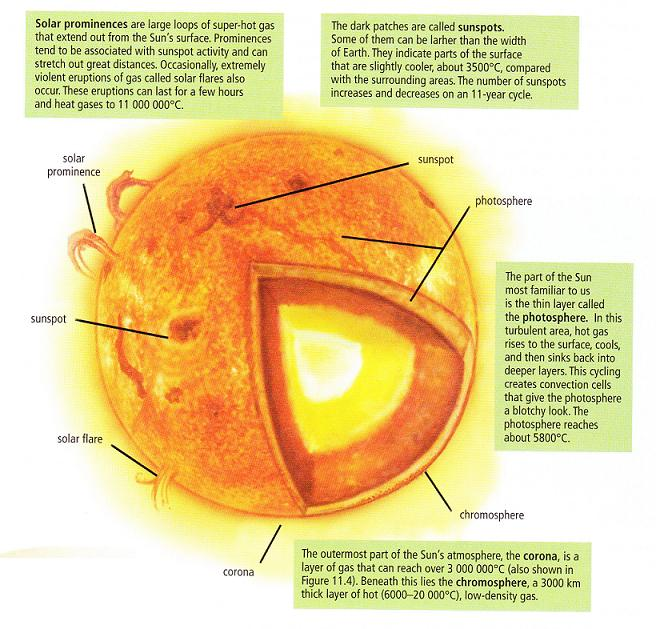 Solar prominences are large loops of super-hot gas
that extend out from the Sun's surface. Prominences
tend to be associated with sunspot activity and can
stretch out great distances. Occasionally, extremely
violent eruptions of gas called solar flares also
occur. These eruptions can last for a few hours
and heat gases to 11 000 000°C.
The dark patches are called sunspots.
Some of them can be larher than the width
of Earth. They indicate parts of the surface
that are slightly cooler, about 3500°C, compared
with the surrounding areas. The number of sunspots
increases and decreases on an 11-year cycle.
solar
prominence
sunspot
photosphere
The part of the Sun
most familiar to us
is the thin layer called
the photosphere. In this
turbulent area, hot gas
rises to the surface, cools,
and then sinks back into
deeper layers. This cycling
creates convection cells
that give the photosphere
a blotchy look. The
photosphere reaches
about 5800°C.
sunspot
solar flare
chromosphere
corona
The outermost part of the Sun's atmosphere, the corona, is a
layer of gas that can reach over 3 000 000°C (also shown in
Figure 11.4). Beneath this lies the chromosphere, a 3000 km
thick layer of hot (6000–20 000°C), low-density gas.